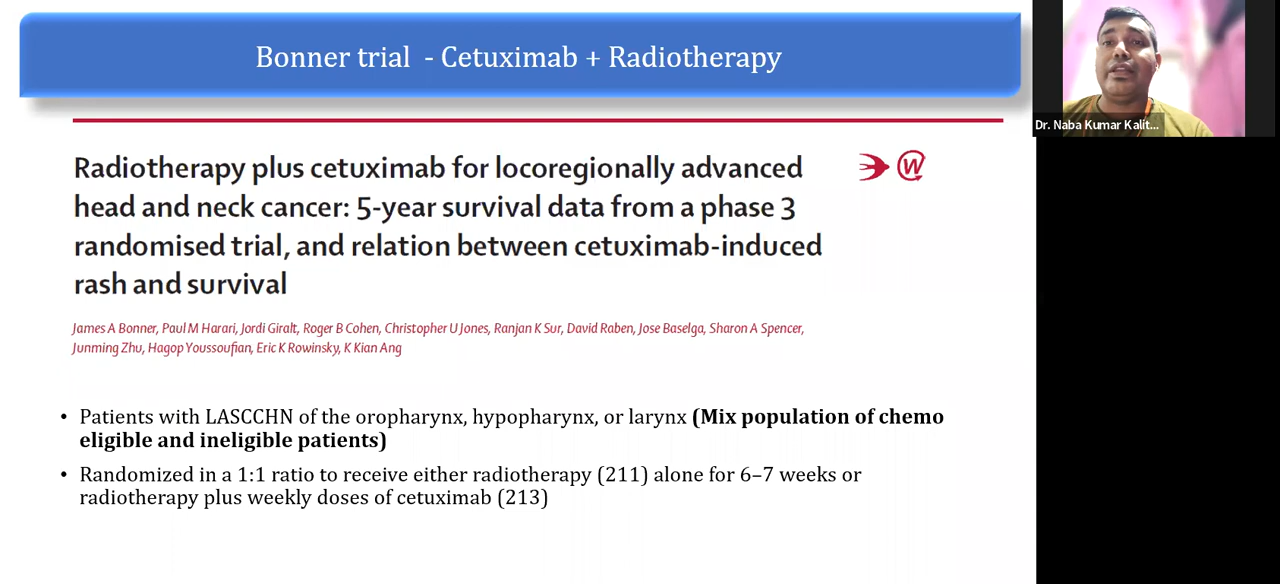 Bonner trial - Cetuximab + Radiotherapy
Dr. Naba Kumar Kalit...
Radiotherapy plus cetuximab for locoregionally advanced
head and neck cancer: 5-year survival data from a phase 3
randomised trial, and relation between cetuximab-induced
rash and survival
W
James A Bonner, Paul M Harari, Jordi Giralt, Roger B Cohen, Christopher U Jones, Ranjan K Sur, David Raben, Jose Baselga, Sharon A Spencer,
Junming Zhu, Hagop Youssoufian, Eric K Rowinsky, K Kian Ang
• Patients with LASCCHN of the oropharynx, hypopharynx, or larynx (Mix population of chemo
eligible and ineligible patients)
• Randomized in a 1:1 ratio to receive either radiotherapy (211) alone for 6–7 weeks or
radiotherapy plus weekly doses of cetuximab (213)